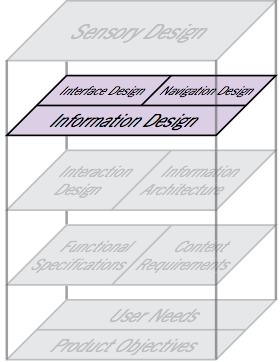 Sensory Design
Interface Design
Navigation Design
Information Design
Interaction
Design
Information
Architecture
Functional
Specifications
Content
Requirements
User Needs
Product Objectives